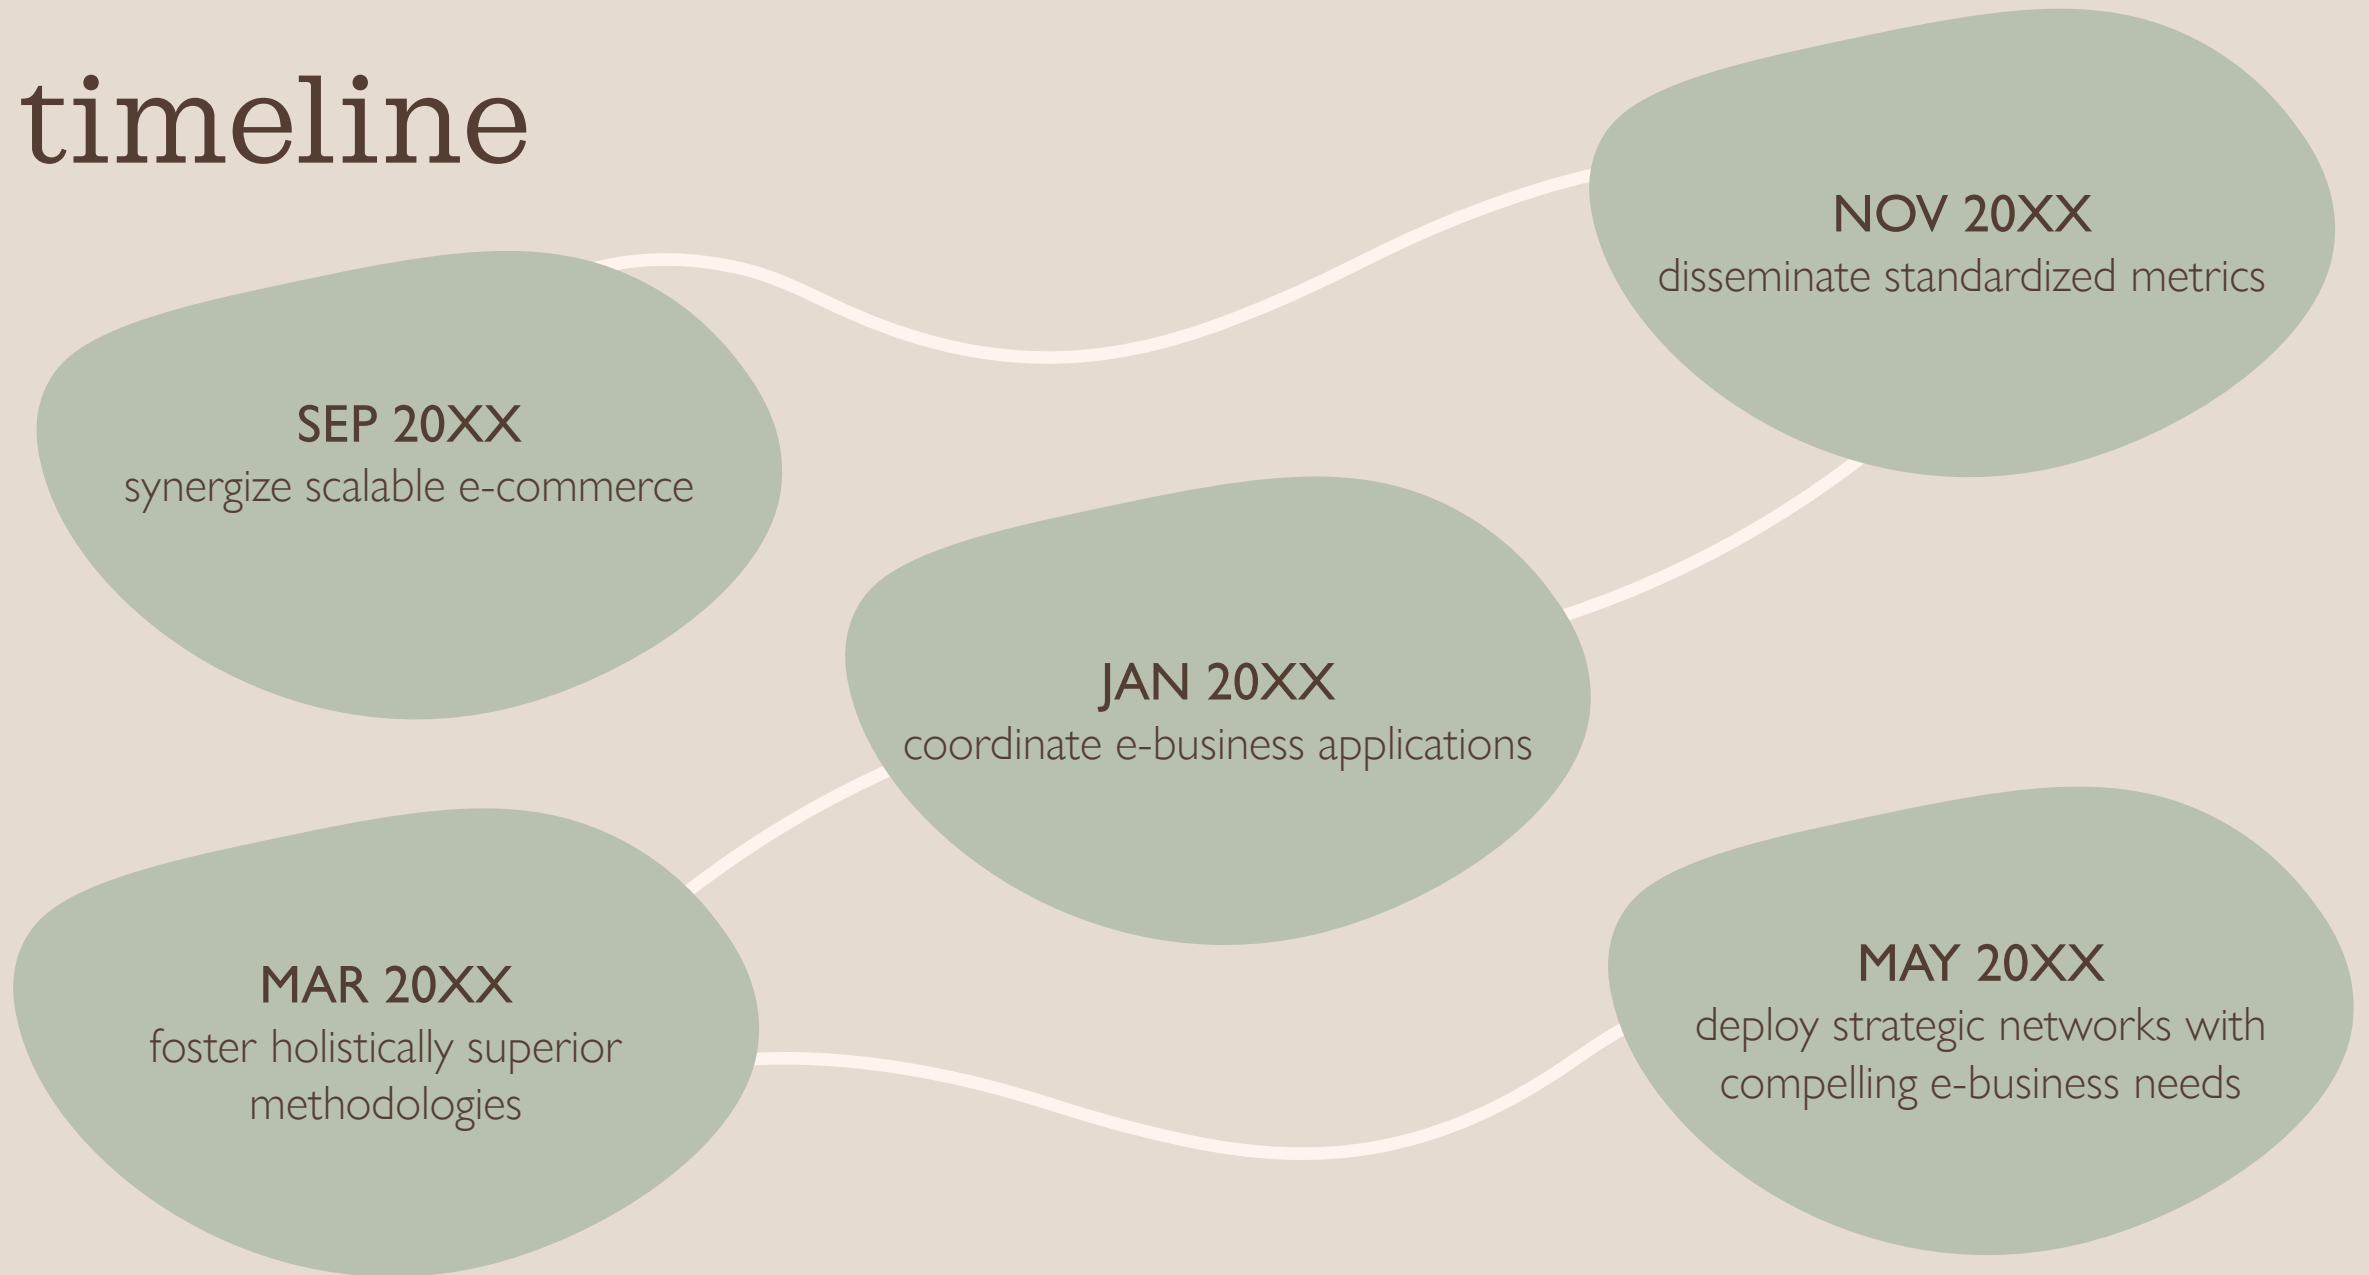 timeline
SEP 20XX
synergize scalable e-commerce
NOV 20XX
disseminate standardized metrics
JAN 20XX
coordinate e-business applications
MAR 20XX
foster holistically superior
methodologies
MAY 20XX
deploy strategic networks with
compelling e-business needs